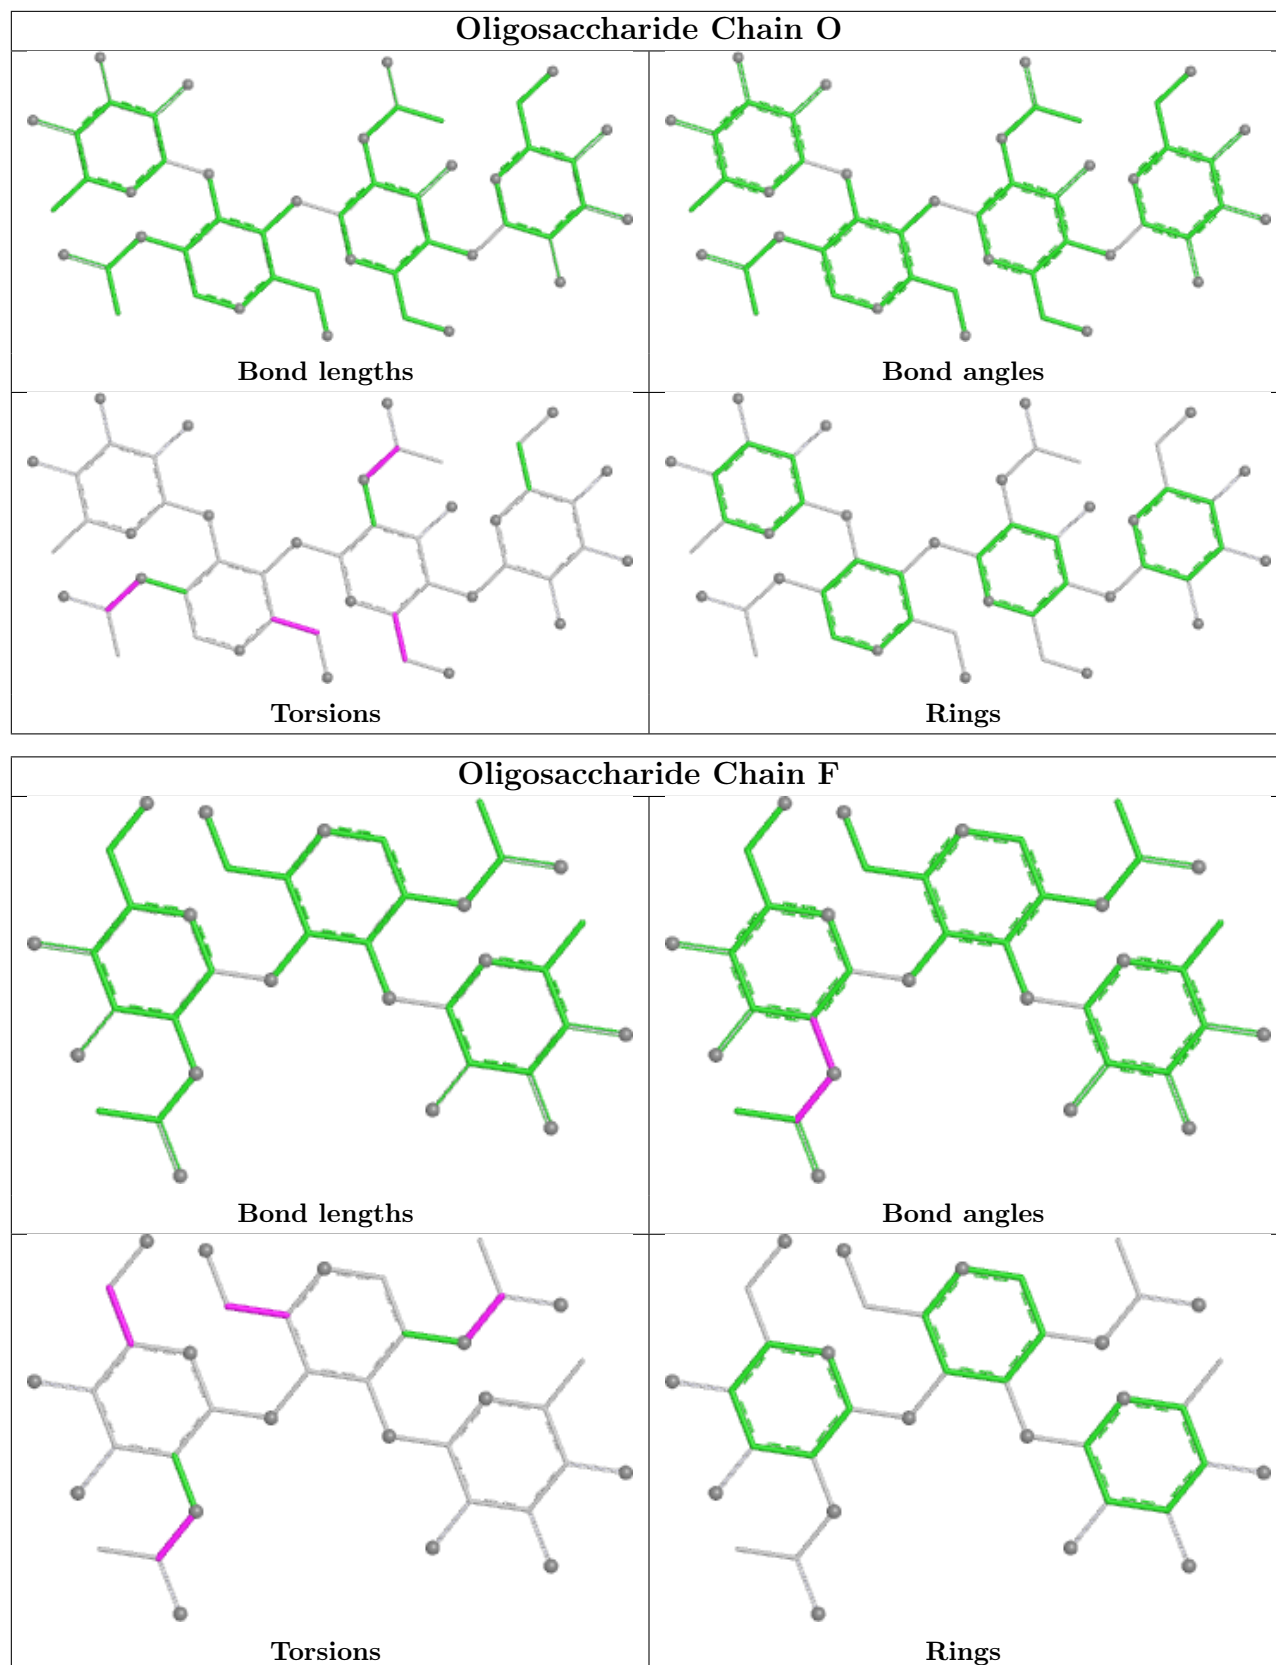 Oligosaccharide Chain O
Bond lengths
Bond angles
Torsions
Rings
Oligosaccharide Chain F
Bond lengths
Bond angles
Torsions
Rings